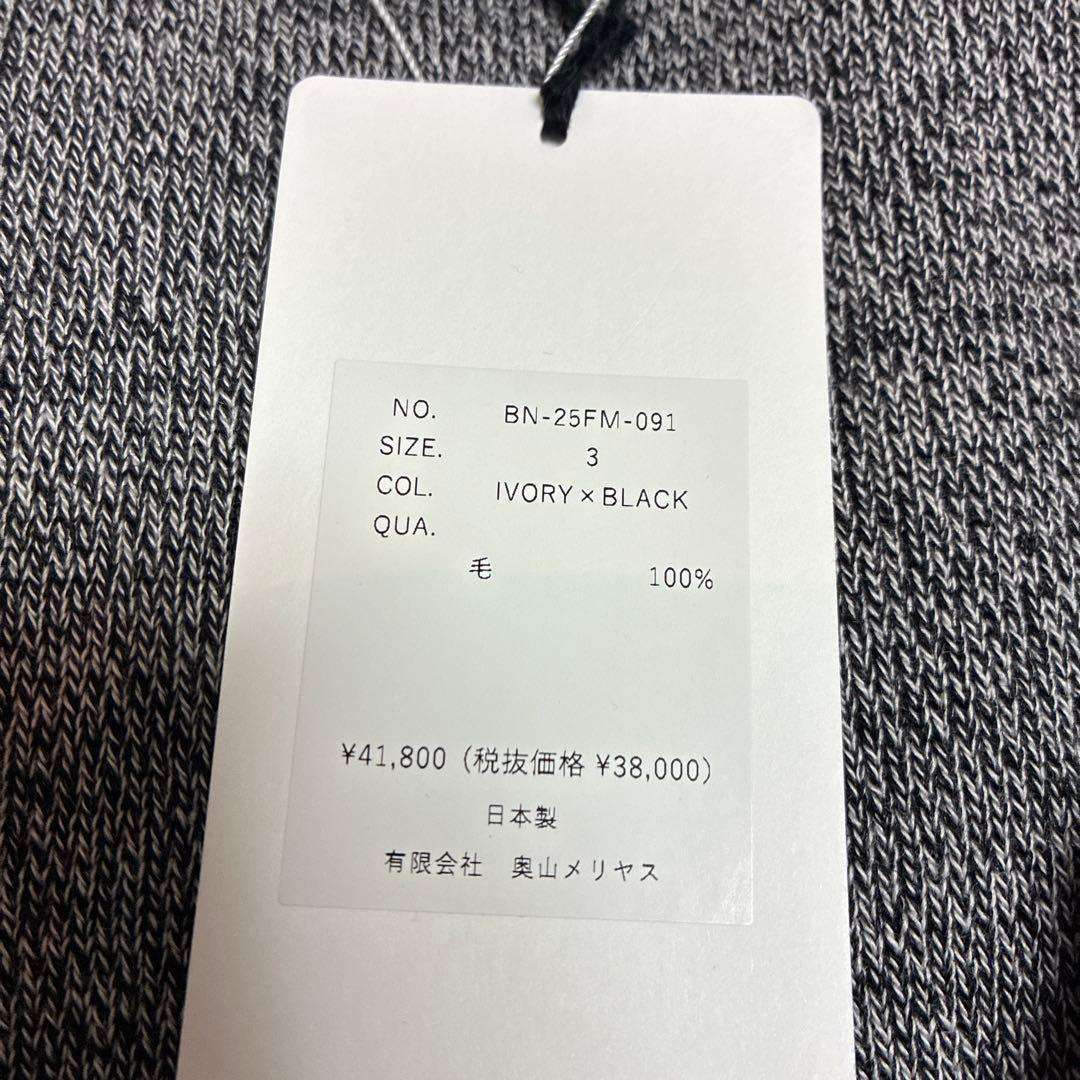 NO. BN-25FM-091
SIZE. 3
COL. IVORY×BLACK
QUA.
毛 100%
¥41,800（税抜価格 ¥38,000）
日本製
有限会社 奥山メリヤス